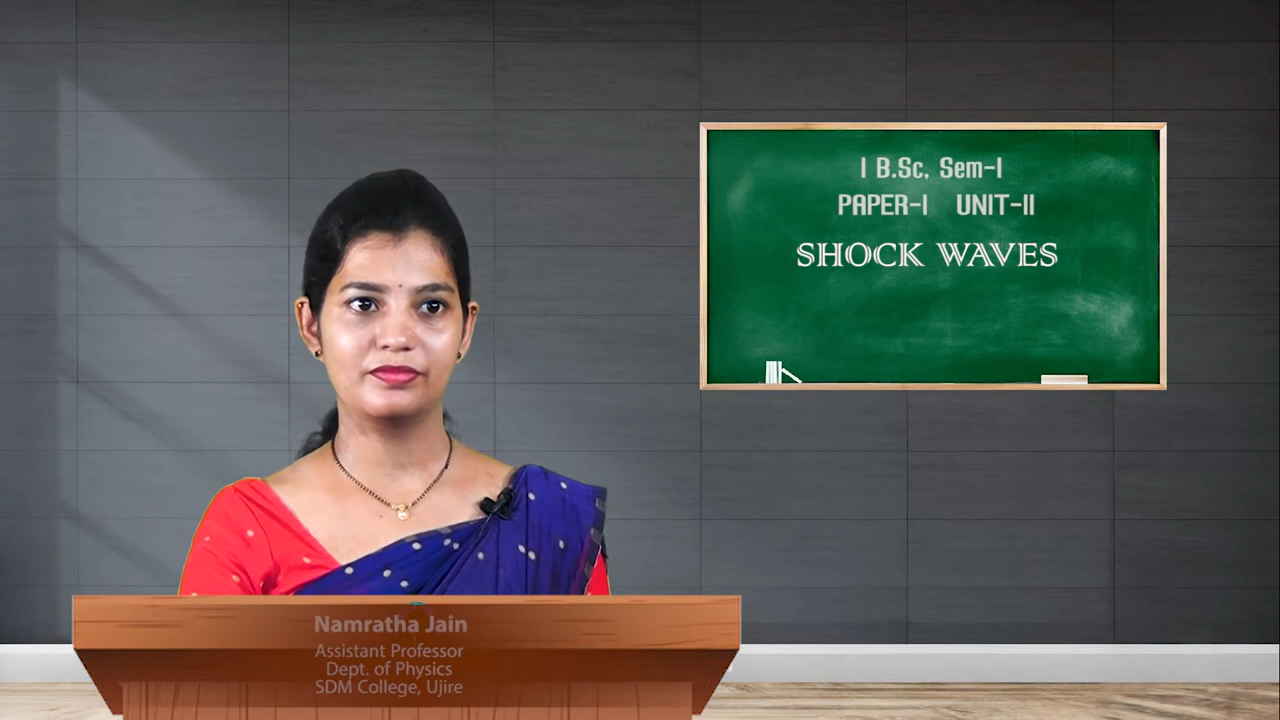 I B.Sc, Sem-I
PAPER-I UNIT-II
SHOCK WAVES
Namratha Jain
Assistant Professor
Dept. of Physics
SDM College, Ujire